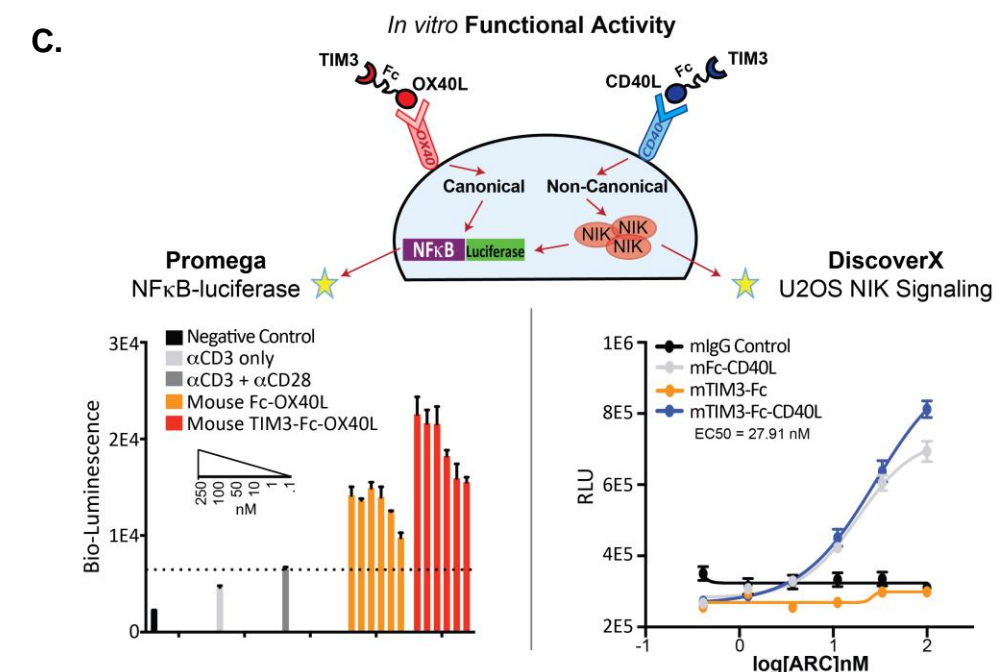 C.
In vitro Functional Activity
TIM3
Fc
OX40L
OX40
CD40L
Fc
TIM3
CD40
Canonical
Non-Canonical
NFκB
Luciferase
NIK
NIK
NIK
Promega
NFκB-luciferase
DiscoverX
U2OS NIK Signaling
Negative Control
αCD3 only
αCD3 + αCD28
Mouse Fc-OX40L
Mouse TIM3-Fc-OX40L
250
100
50
10
1
.1
nM
Bio-Luminescence
3E4
2E4
1E4
0
mIgG Control
mFc-CD40L
mTIM3-Fc
mTIM3-Fc-CD40L
EC50 = 27.91 nM
RLU
1E6
8E5
6E5
4E5
2E5
-1
0
1
2
log[ARC]nM